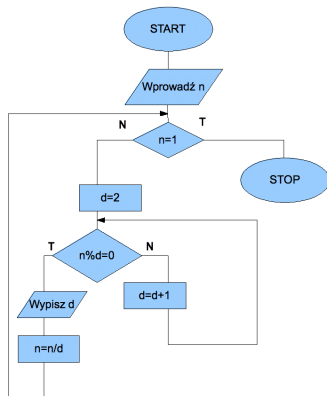 START
Wprowadź n
N
T
n=1
STOP
d=2
T
N
n%d=0
Wypisz d
d=d+1
n=n/d